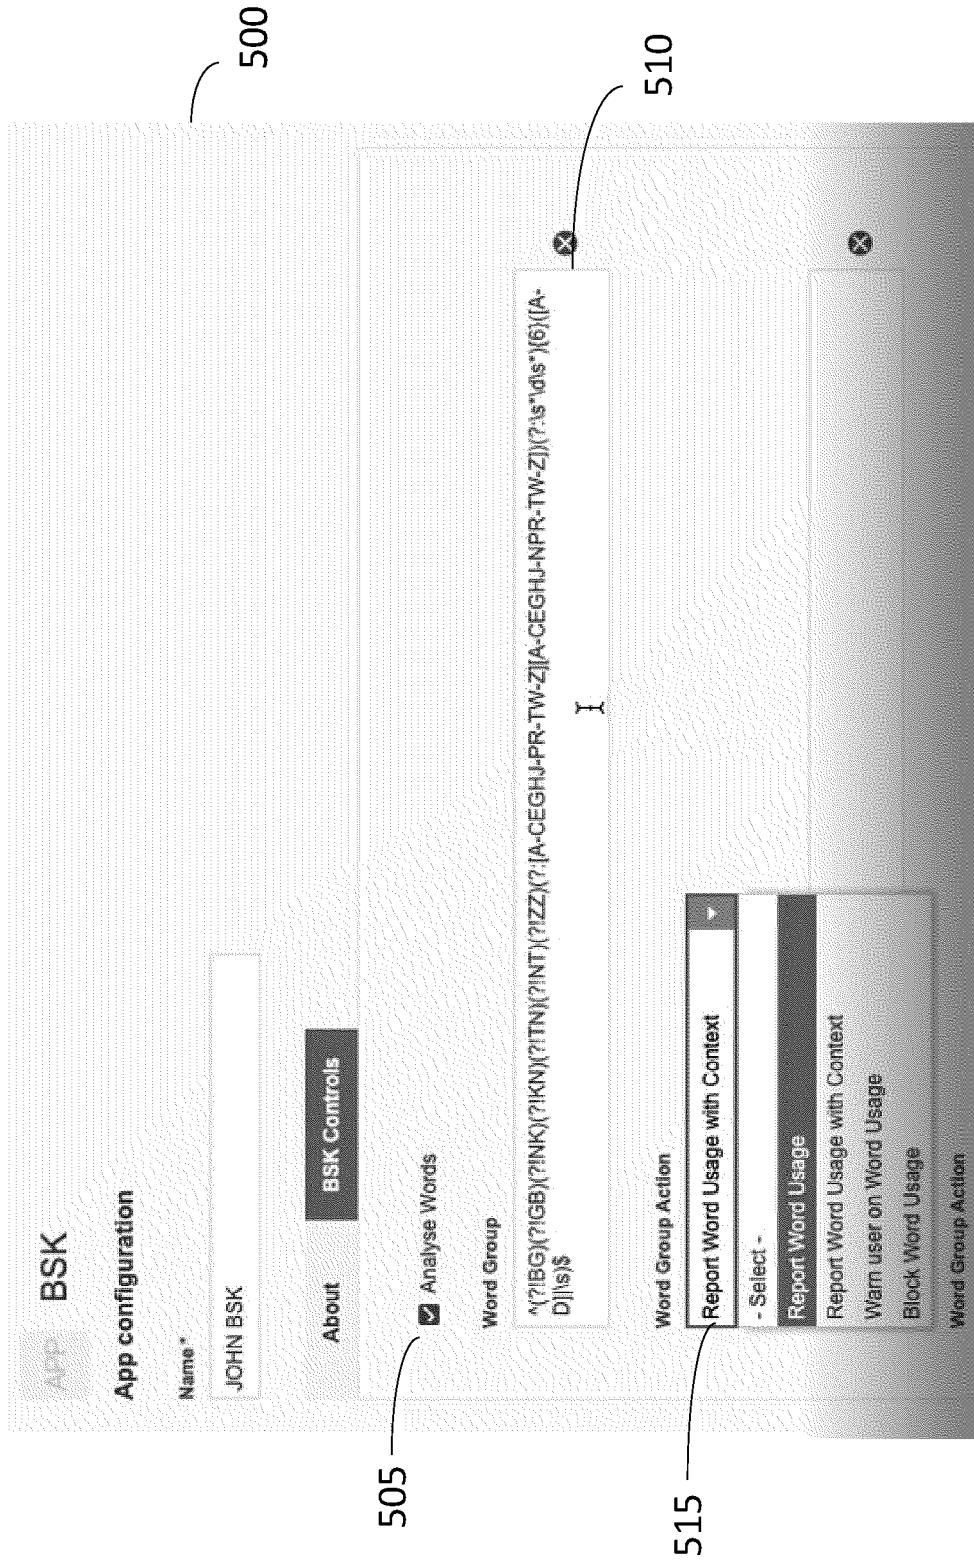 500
APP BSK
App configuration
Name *
JOHN BSK
About BSK Controls
505
Analyse Words
Word Group
510
^(?!BG)(?!GB)(?!NK)(?!KN)(?!TN)(?!NT)(?!ZZ)(?:[A-CEGHJ-PR-TW-Z][A-CEGHJ-NPR-TW-Z])(?:\s*\d\s*){6}([A-
D]|\s)$
Word Group Action
515
Report Word Usage with Context
- Select -
Report Word Usage
Report Word Usage with Context
Warn user on Word Usage
Block Word Usage
Word Group Action